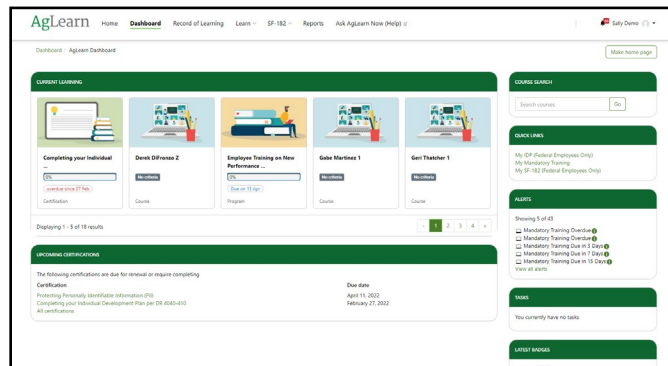 AgLearn Home Dashboard Record of Learning Learn SF-182 Reports Ask AgLearn Now (Help) Sally Demo
Dashboard / AgLearn Dashboard
Make home page
CURRENT LEARNING
Completing your Individual ...
0%
overdue since 27 Feb
Certification
Derek DiFronzo Z
No criteria
Course
Employee Training on New Performance ...
0%
Due on 13 Apr
Program
Gabe Martinez 1
No criteria
Course
Geri Thatcher 1
No criteria
Course
Displaying 1 - 5 of 18 results
« 1 2 3 4 »
UPCOMING CERTIFICATIONS
The following certifications are due for renewal or require completing
Certification Due date
Protecting Personally Identifiable Information (PII) April 11, 2022
Completing your Individual Development Plan per DR 4040-410 February 27, 2022
All certifications
COURSE SEARCH
Search courses Go
QUICK LINKS
My IDP (Federal Employees Only)
My Mandatory Training
My SF-182 (Federal Employees Only)
ALERTS
Showing 5 of 43
Mandatory Training Overdue
Mandatory Training Overdue
Mandatory Training Due in 3 Days
Mandatory Training Due in 7 Days
Mandatory Training Due in 15 Days
View all alerts
TASKS
You currently have no tasks
LATEST BADGES